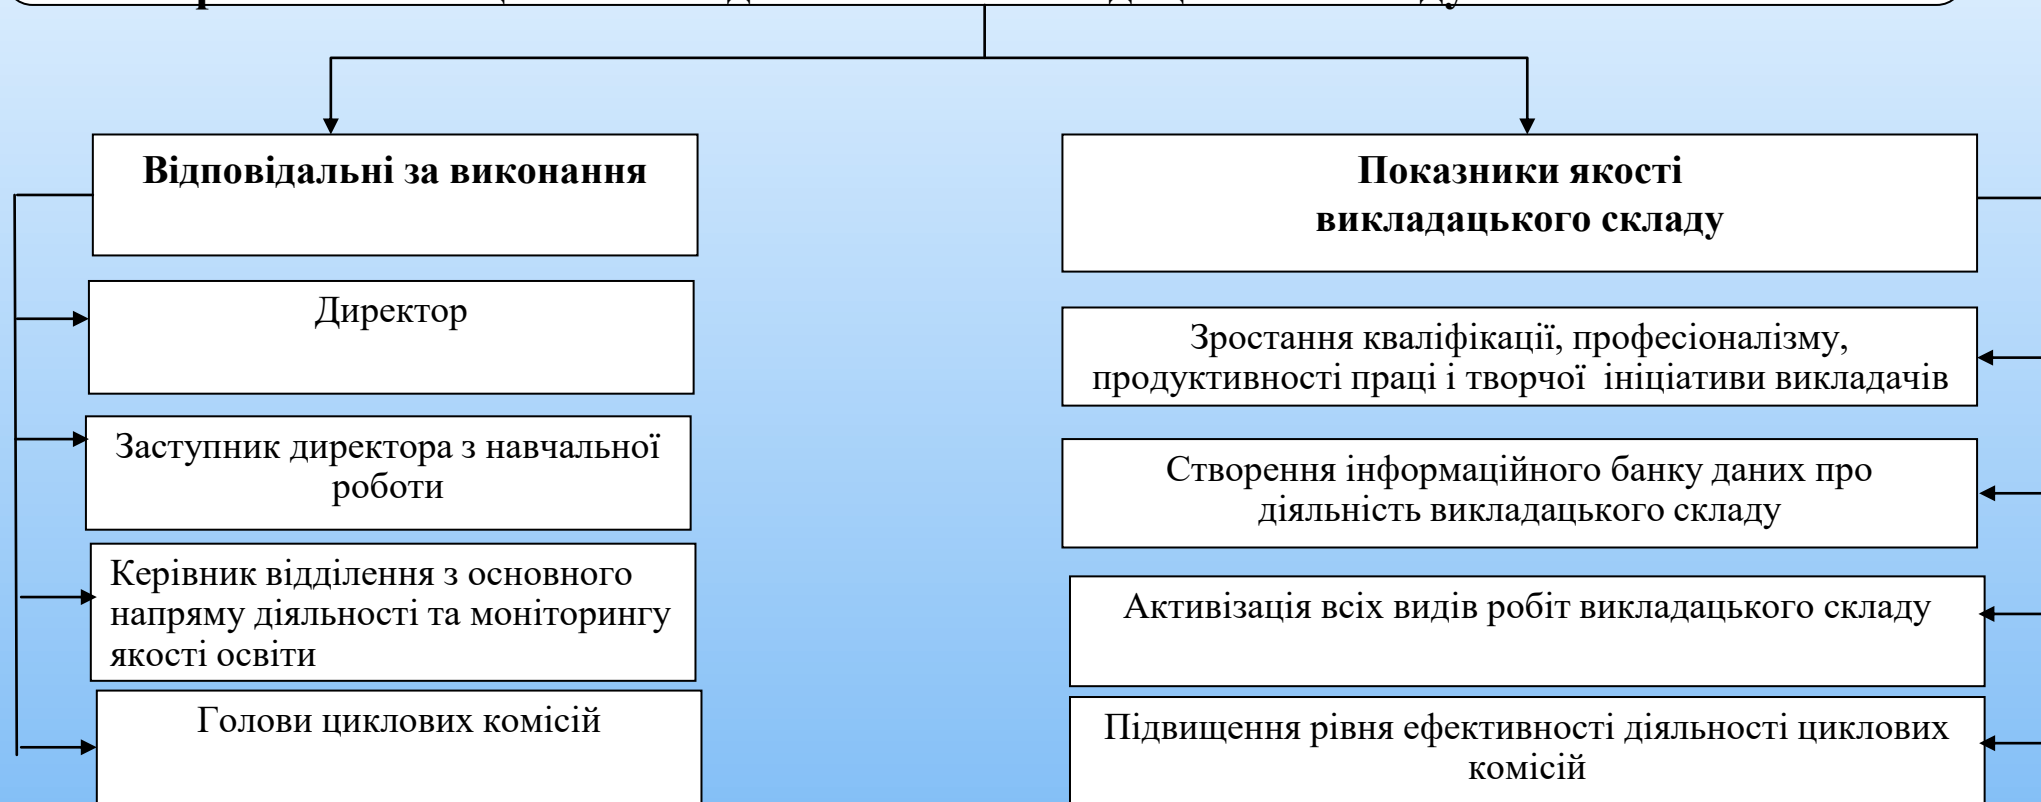 Відповідальні за виконання
Директор
Заступник директора з навчальної
роботи
Керівник відділення з основного
напряму діяльності та моніторингу
якості освіти
Голови циклових комісій
Показники якості
викладацького складу
Зростання кваліфікації, професіоналізму,
продуктивності праці і творчої ініціативи викладачів
Створення інформаційного банку даних про
діяльність викладацького складу
Активізація всіх видів робіт викладацького складу
Підвищення рівня ефективності діяльності циклових
комісій